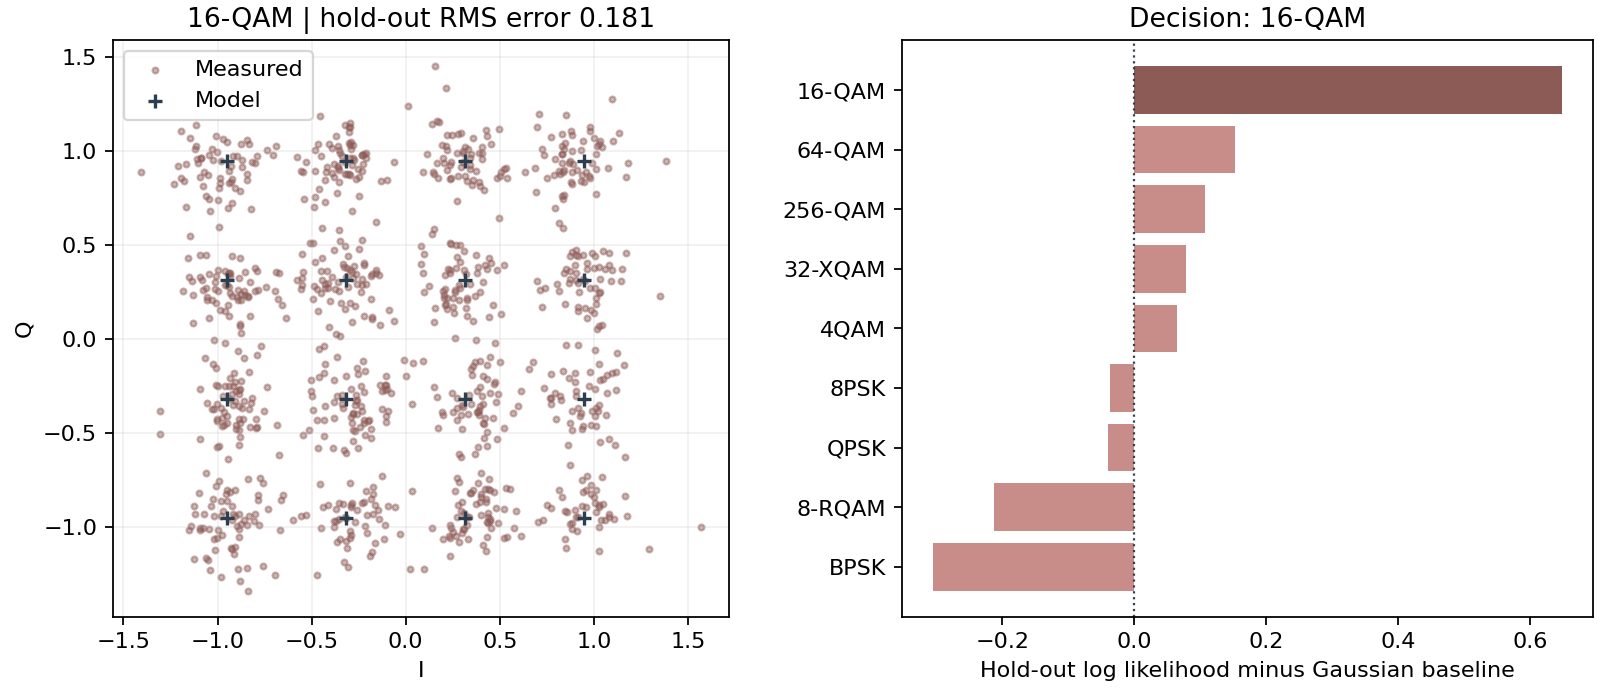 16-QAM | hold-out RMS error 0.181
Measured
Model
1.5
1.0
0.5
0.0
−0.5
−1.0
Q
−1.5
−1.0
−0.5
0.0
0.5
1.0
1.5
I
Decision: 16-QAM
16-QAM
64-QAM
256-QAM
32-XQAM
4QAM
8PSK
QPSK
8-RQAM
BPSK
−0.2
0.0
0.2
0.4
0.6
Hold-out log likelihood minus Gaussian baseline